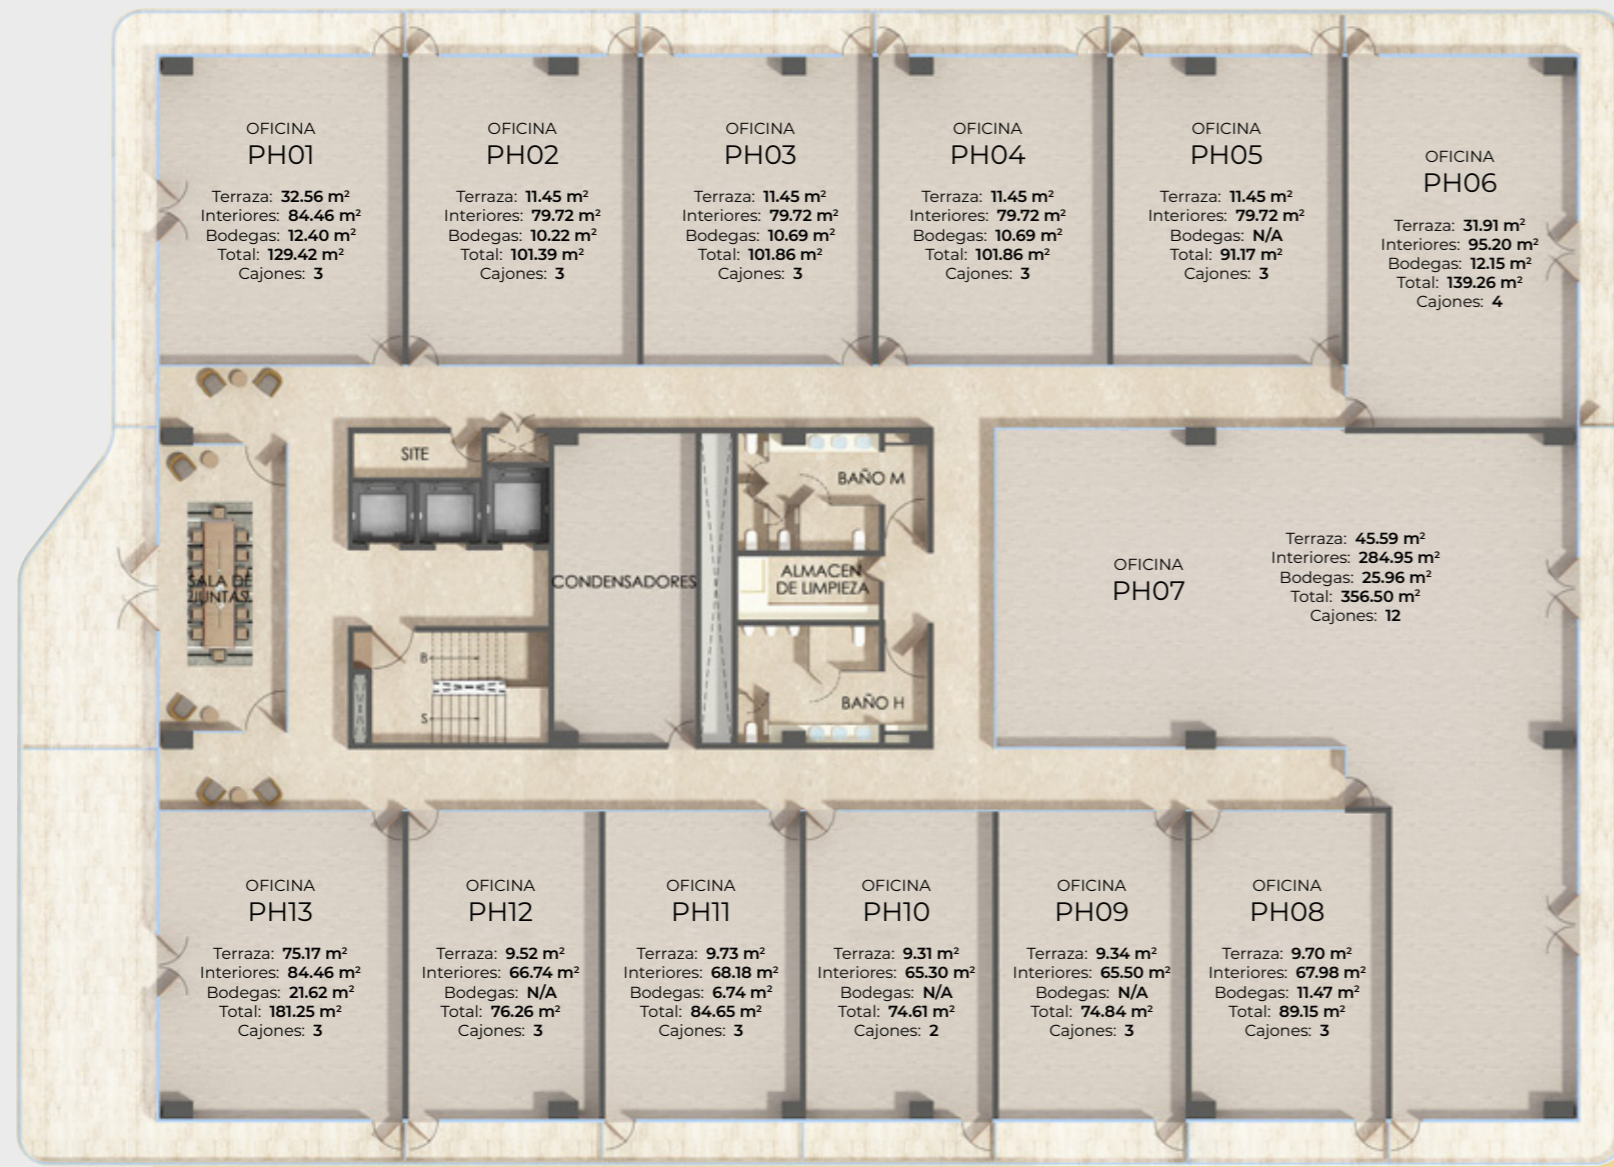 OFICINA
PH01
Terraza: 32.56 m²
Interiores: 84.46 m²
Bodegas: 12.40 m²
Total: 129.42 m²
Cajones: 3
OFICINA
PH02
Terraza: 11.45 m²
Interiores: 79.72 m²
Bodegas: 10.22 m²
Total: 101.39 m²
Cajones: 3
OFICINA
PH03
Terraza: 11.45 m²
Interiores: 79.72 m²
Bodegas: 10.69 m²
Total: 101.86 m²
Cajones: 3
OFICINA
PH04
Terraza: 11.45 m²
Interiores: 79.72 m²
Bodegas: 10.69 m²
Total: 101.86 m²
Cajones: 3
OFICINA
PH05
Terraza: 11.45 m²
Interiores: 79.72 m²
Bodegas: N/A
Total: 91.17 m²
Cajones: 3
OFICINA
PH06
Terraza: 31.91 m²
Interiores: 95.20 m²
Bodegas: 12.15 m²
Total: 139.26 m²
Cajones: 4
SITE
BAÑO M
SALA DE
JUNTAS
CONDENSADORES
ALMACEN
DE LIMPIEZA
OFICINA
PH07
Terraza: 45.59 m²
Interiores: 284.95 m²
Bodegas: 25.96 m²
Total: 356.50 m²
Cajones: 12
B
S
BAÑO H
OFICINA
PH13
Terraza: 75.17 m²
Interiores: 84.46 m²
Bodegas: 21.62 m²
Total: 181.25 m²
Cajones: 3
OFICINA
PH12
Terraza: 9.52 m²
Interiores: 66.74 m²
Bodegas: N/A
Total: 76.26 m²
Cajones: 3
OFICINA
PH11
Terraza: 9.73 m²
Interiores: 68.18 m²
Bodegas: 6.74 m²
Total: 84.65 m²
Cajones: 3
OFICINA
PH10
Terraza: 9.31 m²
Interiores: 65.30 m²
Bodegas: N/A
Total: 74.61 m²
Cajones: 2
OFICINA
PH09
Terraza: 9.34 m²
Interiores: 65.50 m²
Bodegas: N/A
Total: 74.84 m²
Cajones: 3
OFICINA
PH08
Terraza: 9.70 m²
Interiores: 67.98 m²
Bodegas: 11.47 m²
Total: 89.15 m²
Cajones: 3